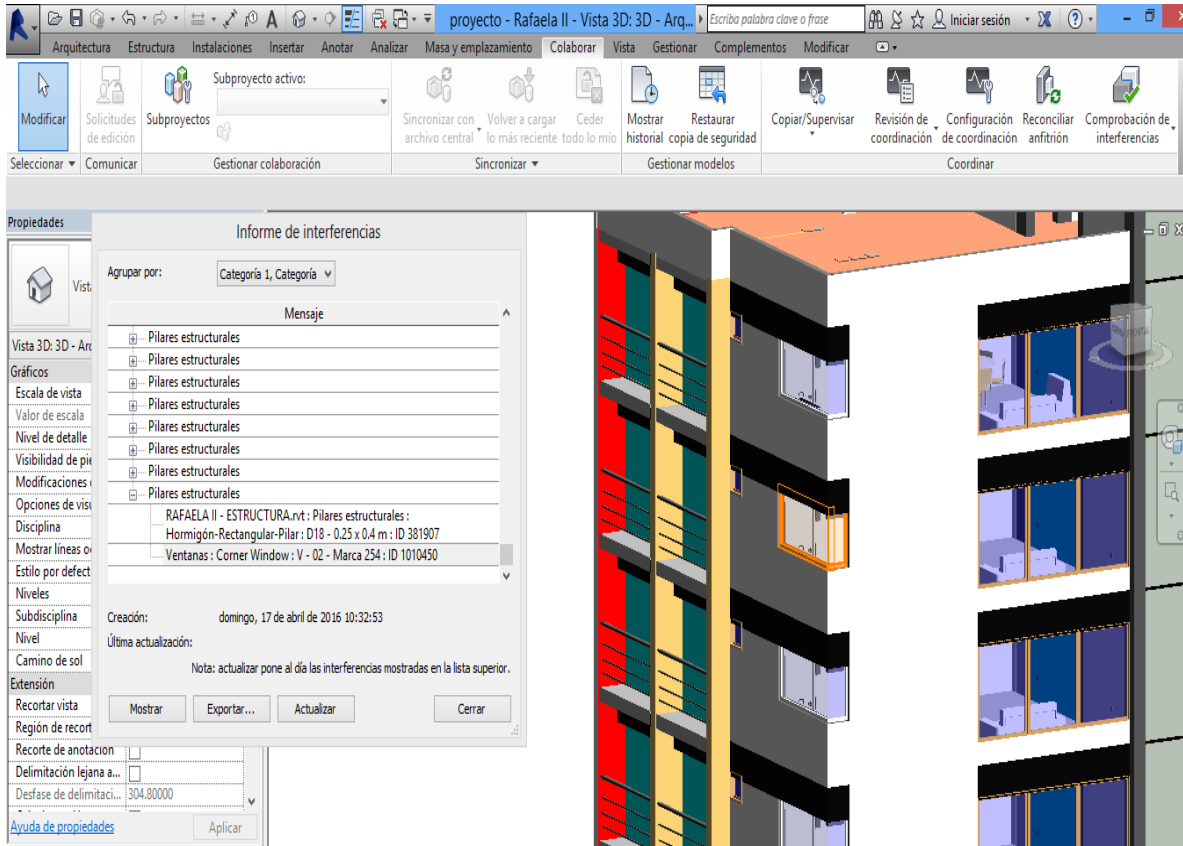 proyecto - Rafaela II - Vista 3D: 3D - Arq...
Escriba palabra clave o frase
Iniciar sesión
Arquitectura Estructura Instalaciones Insertar Anotar Analizar Masa y emplazamiento Colaborar Vista Gestionar Complementos Modificar
Modificar
Solicitudes de edición
Subproyectos
Subproyecto activo:
Sincronizar con archivo central
Volver a cargar lo más reciente
Ceder todo lo mío
Mostrar historial
Restaurar copia de seguridad
Copiar/Supervisar
Revisión de coordinación
Configuración de coordinación
Reconciliar anfitrión
Comprobación de interferencias
Seleccionar Comunicar Gestionar colaboración Sincronizar Gestionar modelos Coordinar
Propiedades
Vist
Vista 3D: 3D - Arq
Gráficos
Escala de vista
Valor de escala
Nivel de detalle
Visibilidad de pie
Modificaciones
Opciones de visu
Disciplina
Mostrar líneas o
Estilo por defect
Niveles
Subdisciplina
Nivel
Camino de sol
Extensión
Recortar vista
Región de recort
Recorte de anotación
Delimitación lejana a...
Desfase de delimitaci... 304.80000
Ayuda de propiedades
Aplicar
Informe de interferencias
Agrupar por: Categoría 1, Categoría
Mensaje
Pilares estructurales
Pilares estructurales
Pilares estructurales
Pilares estructurales
Pilares estructurales
Pilares estructurales
Pilares estructurales
Pilares estructurales
RAFAELA II - ESTRUCTURA.rvt : Pilares estructurales :
Hormigón-Rectangular-Pilar : D18 - 0.25 x 0.4 m : ID 381907
Ventanas : Corner Window : V - 02 - Marca 254 : ID 1010450
Creación: domingo, 17 de abril de 2016 10:32:53
Última actualización:
Nota: actualizar pone al día las interferencias mostradas en la lista superior.
Mostrar Exportar... Actualizar Cerrar